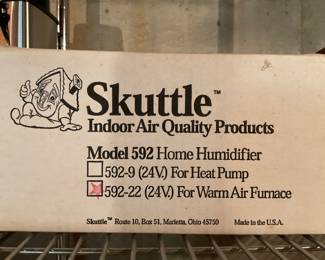 Skuttle™
Indoor Air Quality Products
Model 592 Home Humidifier
592-9 (24V.) For Heat Pump
592-22 (24V.) For Warm Air Furnace
Skuttle™ Route 10, Box 51, Marietta, Ohio 45750 Made in the U.S.A.